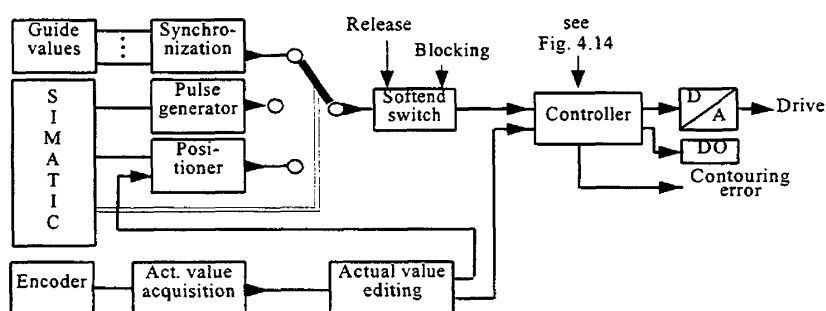 Guide
values
Synchro-
nization
Release
Blocking
see
Fig. 4.14
S
I
M
A
T
I
C
Pulse
generator
Posi-
tioner
Softend
switch
Controller
D
A
Drive
DO
Contouring
error
Encoder
Act. value
acquisition
Actual value
editing